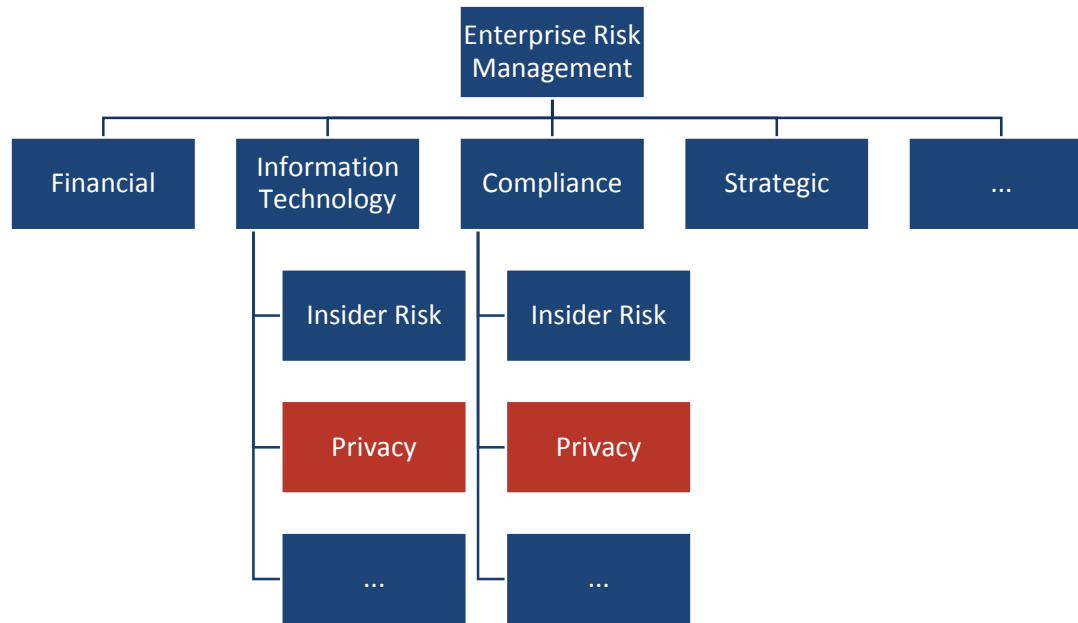 Enterprise Risk
Management
Financial
Information
Technology
Compliance
Strategic
...
Insider Risk
Insider Risk
Privacy
Privacy
...
...